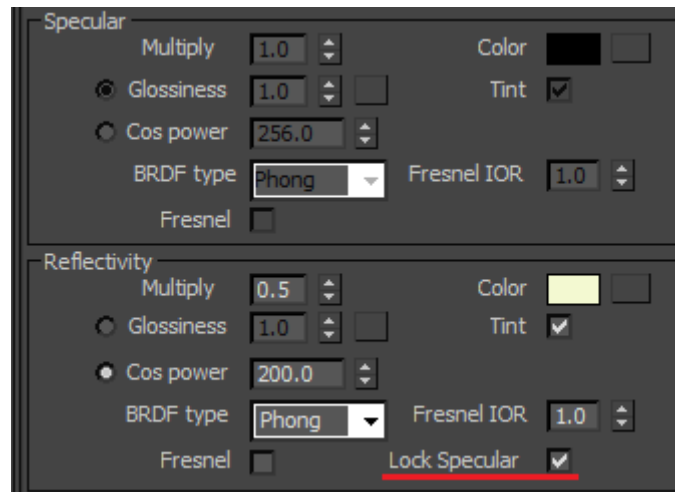 Specular
Multiply 1.0 Color
Glossiness 1.0 Tint
Cos power 256.0
BRDF type Phong Fresnel IOR 1.0
Fresnel
Reflectivity
Multiply 0.5 Color
Glossiness 1.0 Tint
Cos power 200.0
BRDF type Phong Fresnel IOR 1.0
Fresnel Lock Specular